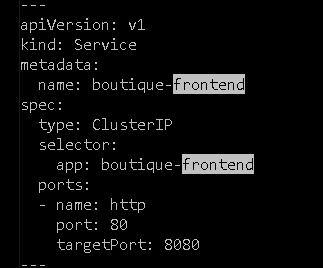 ---
apiVersion: v1
kind: Service
metadata:
  name: boutique-frontend
spec:
  type: ClusterIP
  selector:
    app: boutique-frontend
  ports:
  - name: http
    port: 80
    targetPort: 8080
---